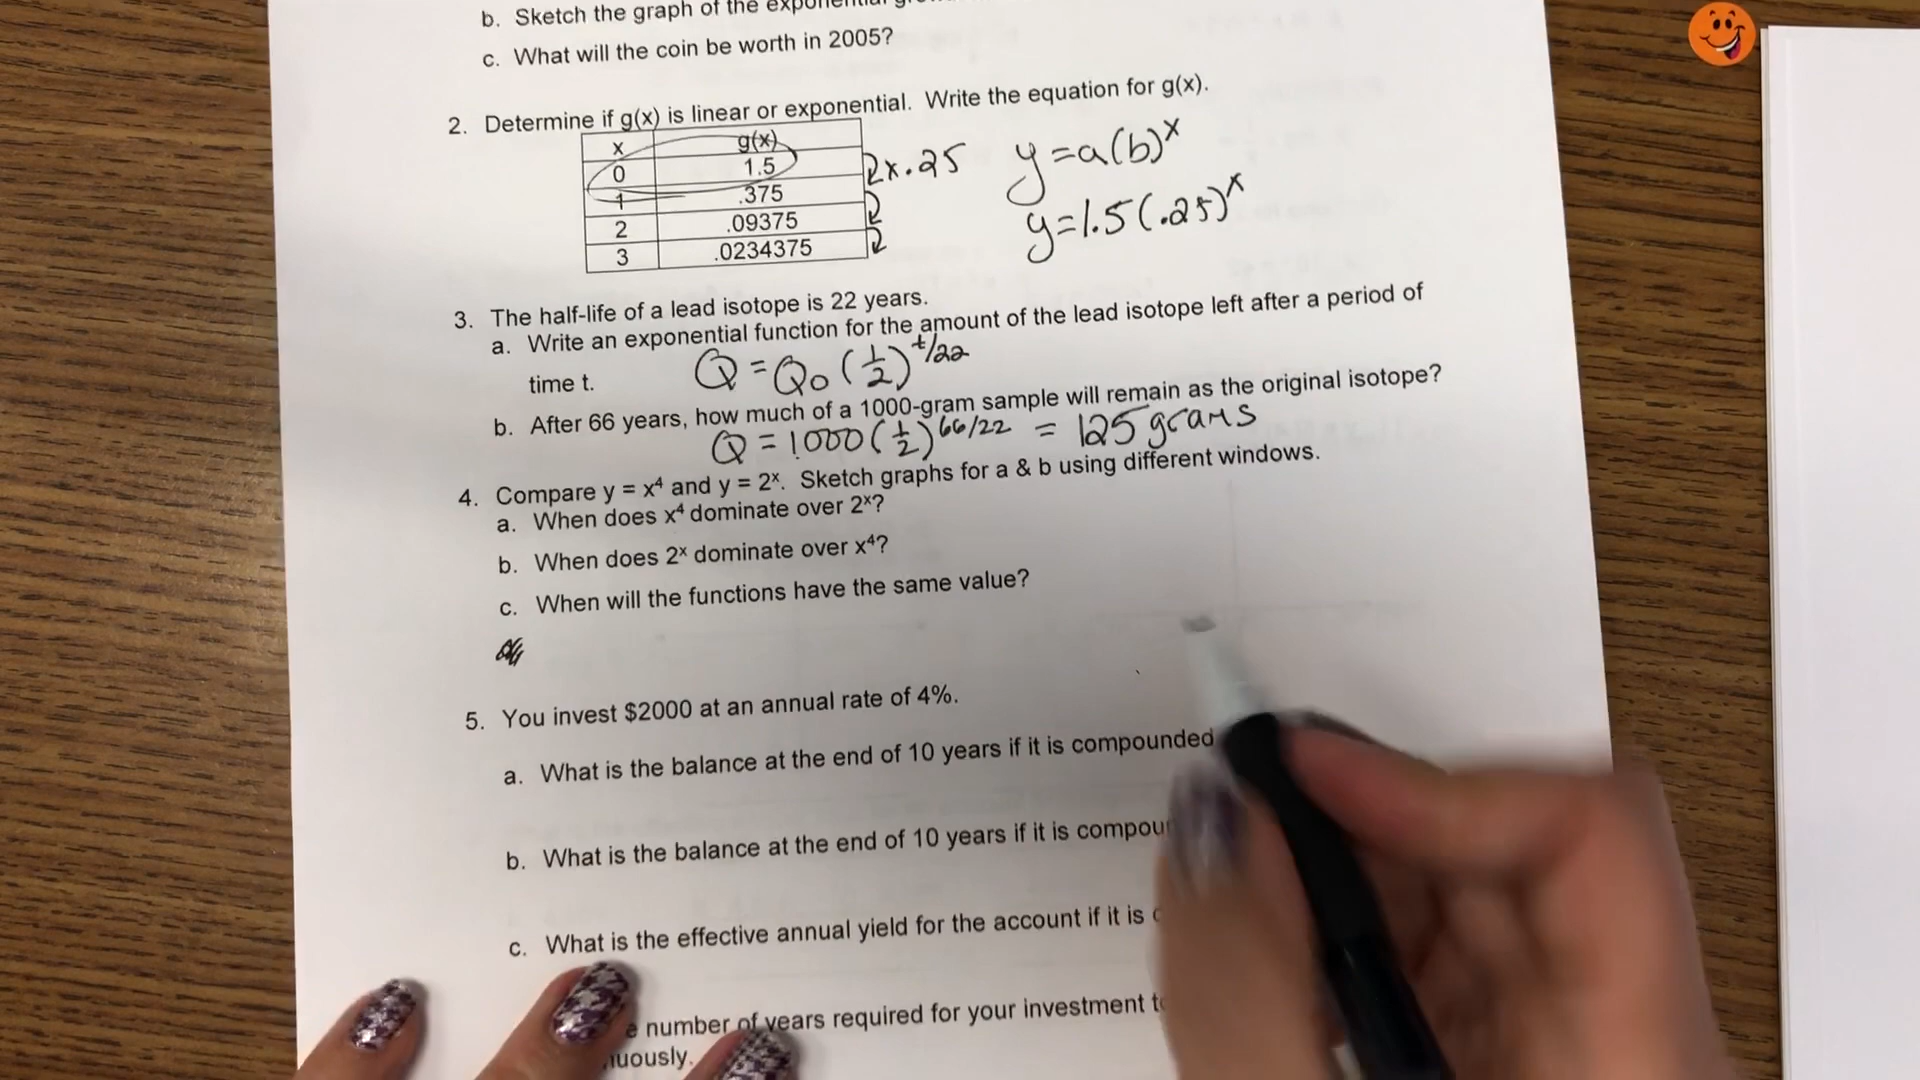 b. Sketch the graph of the exponential
c. What will the coin be worth in 2005?
2. Determine if g(x) is linear or exponential. Write the equation for g(x).
x g(x)
0 1.5
1 .375
2 .09375
3 .0234375
x.25
y=a(b)^x
y=1.5(.25)^x
3. The half-life of a lead isotope is 22 years.
a. Write an exponential function for the amount of the lead isotope left after a period of
time t.
Q = Q₀ (1/2)^t/22
b. After 66 years, how much of a 1000-gram sample will remain as the original isotope?
Q = 1000 (1/2)^66/22 = 125 grams
4. Compare y = x⁴ and y = 2ˣ. Sketch graphs for a & b using different windows.
a. When does x⁴ dominate over 2ˣ?
b. When does 2ˣ dominate over x⁴?
c. When will the functions have the same value?
5. You invest $2000 at an annual rate of 4%.
a. What is the balance at the end of 10 years if it is compounded
b. What is the balance at the end of 10 years if it is
c. What is the effective annual yield for the account if it is
number of years required for your investment